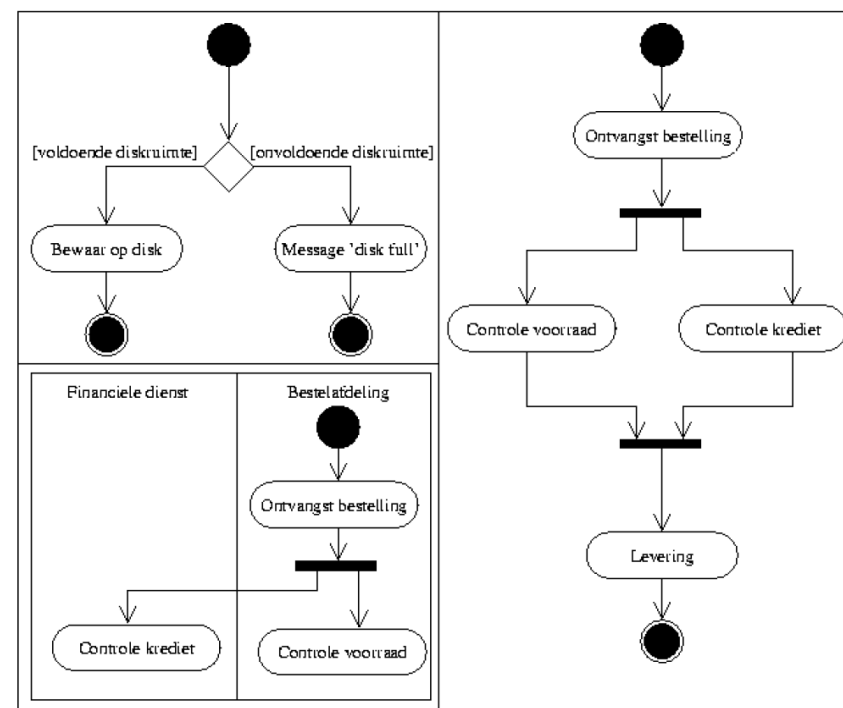 [voldoende diskruimte]
[onvoldoende diskruimte]
Bewaar op disk
Message 'disk full'
Financiele dienst
Bestelafdeling
Ontvangst bestelling
Controle krediet
Controle voorraad
Ontvangst bestelling
Controle voorraad
Controle krediet
Levering